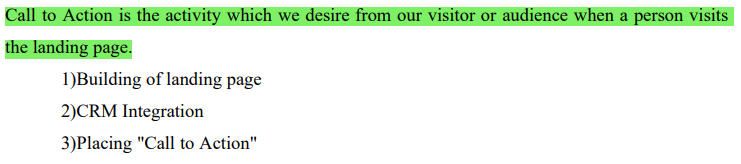 Call to Action is the activity which we desire from our visitor or audience when a person visits
the landing page.
1)Building of landing page
2)CRM Integration
3)Placing "Call to Action"